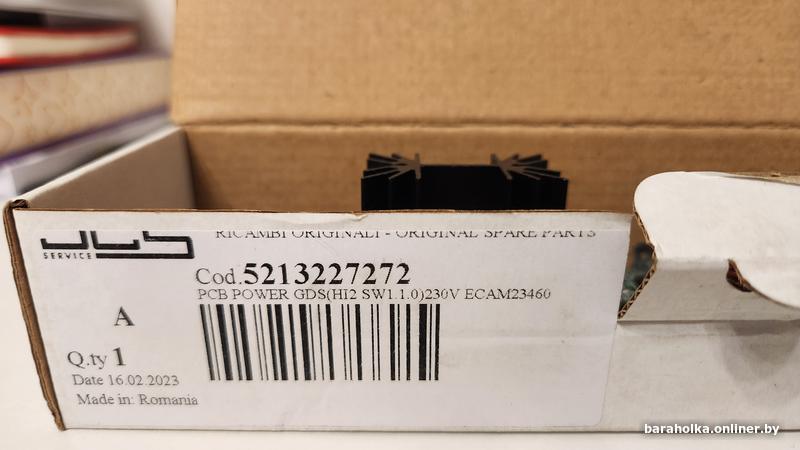 SERVICE
RICAMBI ORIGINALI - ORIGINAL SPARE PARTS
Cod. 5213227272
PCB POWER GDS(HI2 SW1.1.0)230V ECAM23460
A
Q.ty 1
Date 16.02.2023
Made in: Romania
baraholka.onliner.by